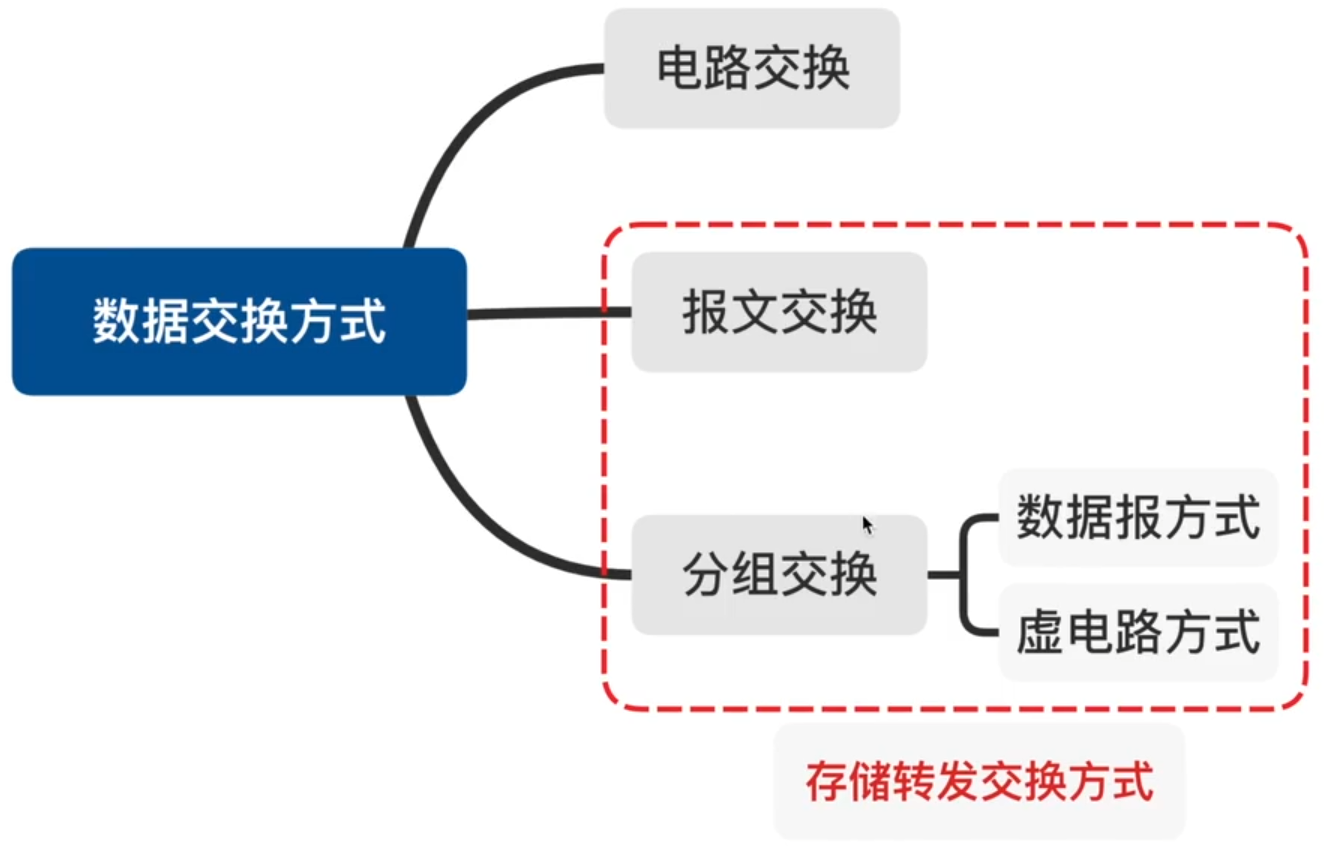 电路交换
数据交换方式
报文交换
分组交换
数据报方式
虚电路方式
存储转发交换方式